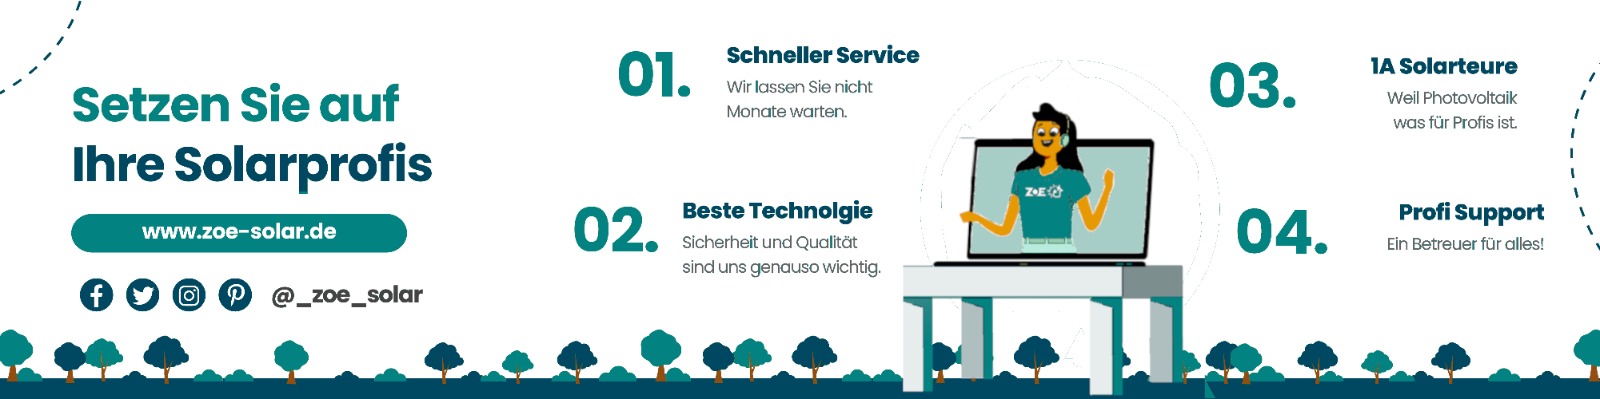 Setzen Sie auf
Ihre Solarprofis
www.zoe-solar.de
@_zoe_solar
01.
Schneller Service
Wir lassen Sie nicht
Monate warten.
02.
Beste Technolgie
Sicherheit und Qualität
sind uns genauso wichtig.
ZOE
03.
1A Solarteure
Weil Photovoltaik
was für Profis ist.
04.
Profi Support
Ein Betreuer für alles!